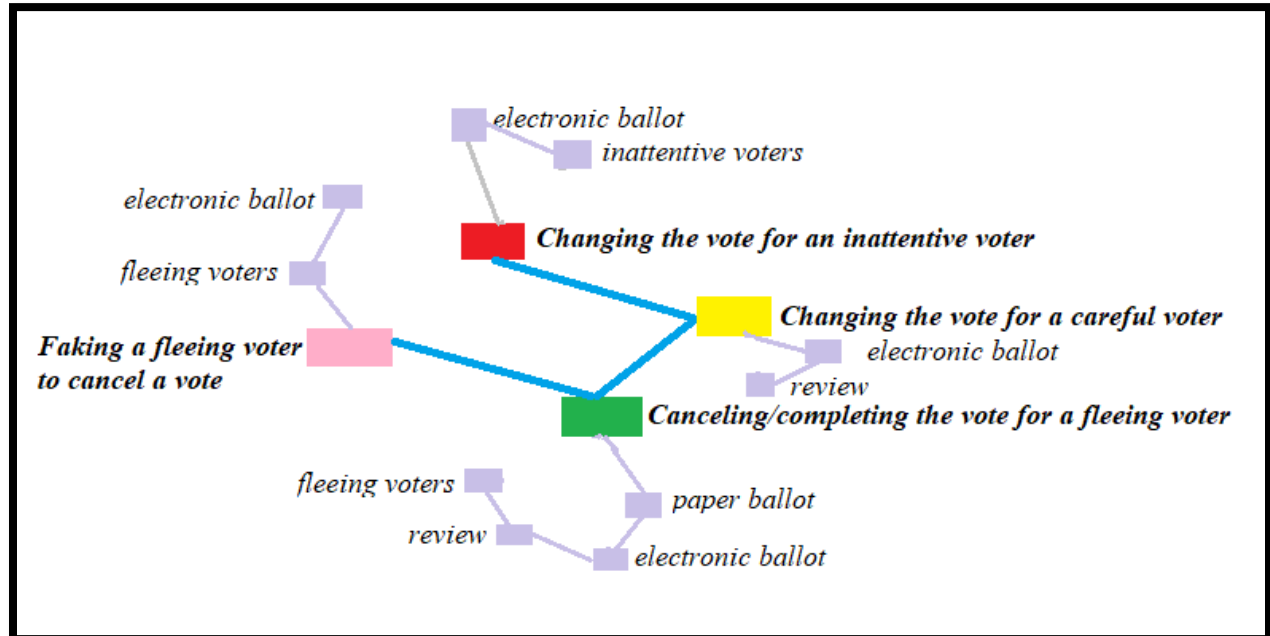 electronic ballot
inattentive voters
electronic ballot
Changing the vote for an inattentive voter
fleeing voters
Changing the vote for a careful voter
Faking a fleeing voter
to cancel a vote
electronic ballot
review
Canceling/completing the vote for a fleeing voter
fleeing voters
paper ballot
review
electronic ballot